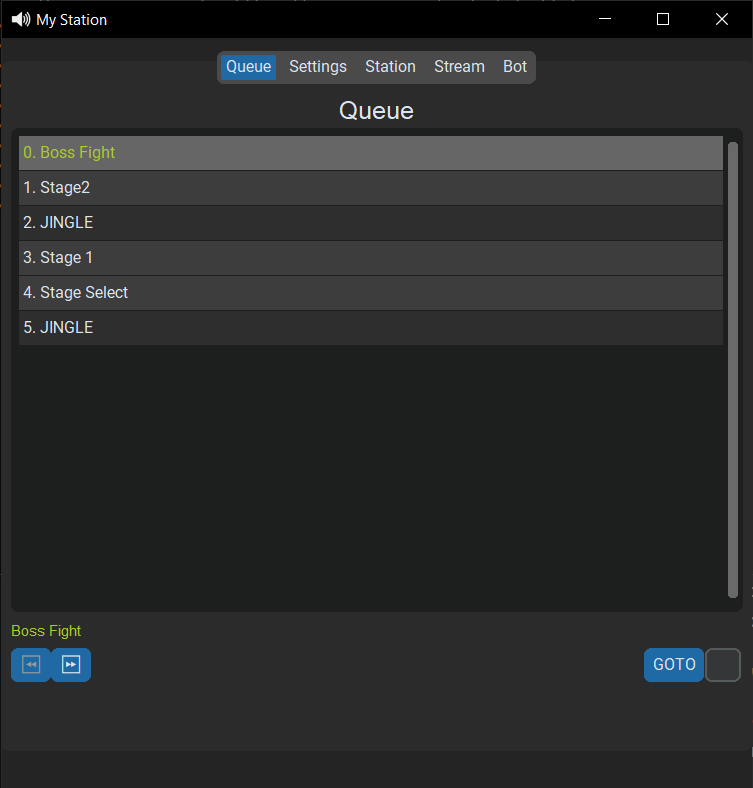 My Station
Queue Settings Station Stream Bot
Queue
0. Boss Fight
1. Stage2
2. JINGLE
3. Stage 1
4. Stage Select
5. JINGLE
Boss Fight
GOTO